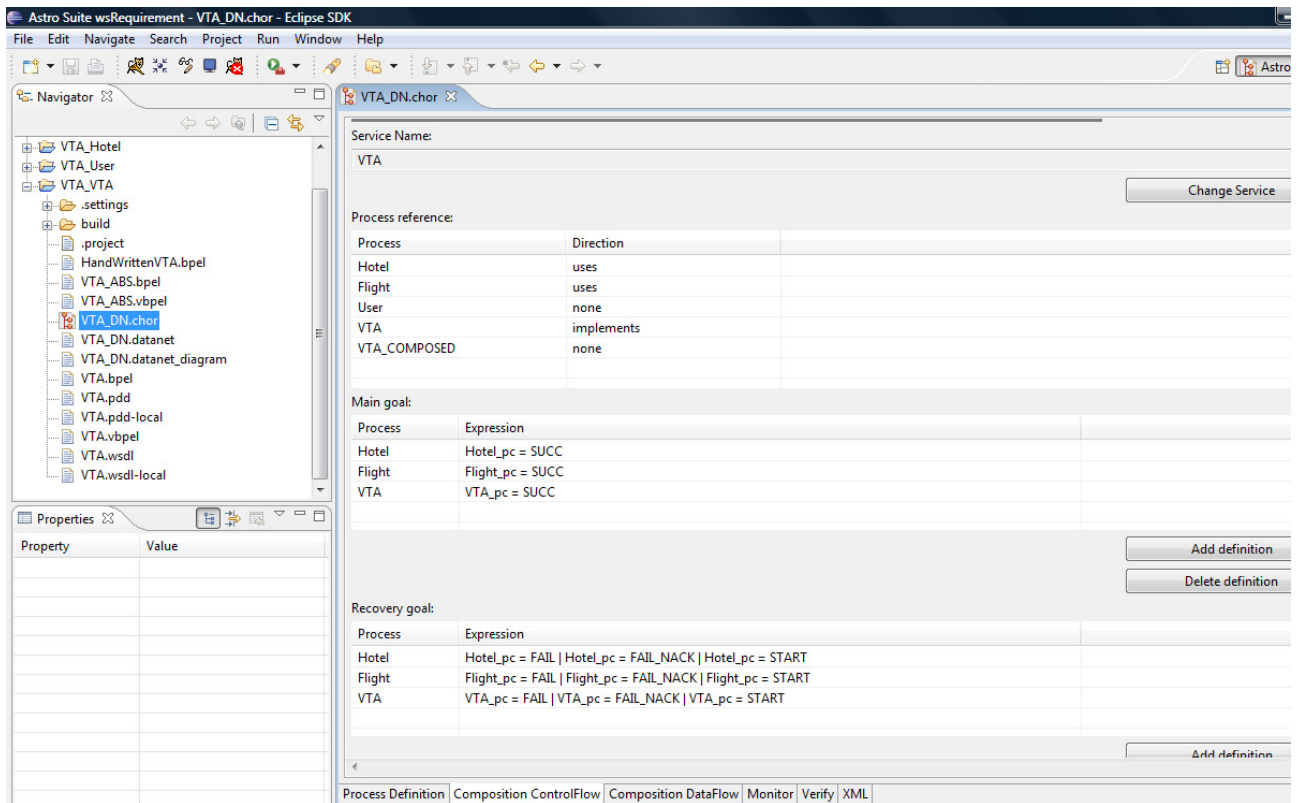 Astro Suite wsRequirement - VTA_DN.chor - Eclipse SDK
File Edit Navigate Search Project Run Window Help
Astro
Navigator
VTA_Hotel
VTA_User
VTA_VTA
.settings
build
.project
HandWrittenVTA.bpel
VTA_ABS.bpel
VTA_ABS.vbpel
VTA_DN.chor
VTA_DN.datanet
VTA_DN.datanet_diagram
VTA.bpel
VTA.pdd
VTA.pdd-local
VTA.vbpel
VTA.wsdl
VTA.wsdl-local
Properties
Property Value
VTA_DN.chor
Service Name:
VTA
Change Service
Process reference:
Process Direction
Hotel uses
Flight uses
User none
VTA implements
VTA_COMPOSED none
Main goal:
Process Expression
Hotel Hotel_pc = SUCC
Flight Flight_pc = SUCC
VTA VTA_pc = SUCC
Add definition
Delete definition
Recovery goal:
Process Expression
Hotel Hotel_pc = FAIL | Hotel_pc = FAIL_NACK | Hotel_pc = START
Flight Flight_pc = FAIL | Flight_pc = FAIL_NACK | Flight_pc = START
VTA VTA_pc = FAIL | VTA_pc = FAIL_NACK | VTA_pc = START
Add definition
Process Definition Composition ControlFlow Composition DataFlow Monitor Verify XML